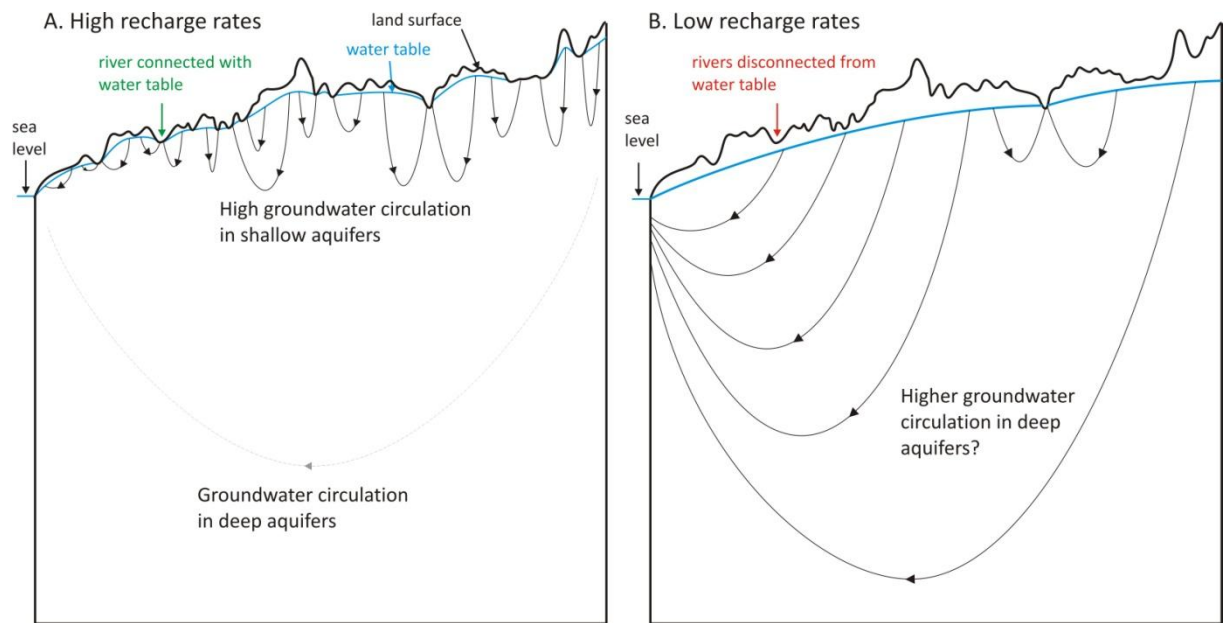 A. High recharge rates
land surface
river connected with
water table
water table
sea
level
High groundwater circulation
in shallow aquifers
Groundwater circulation
in deep aquifers
B. Low recharge rates
rivers disconnected from
water table
sea
level
Higher groundwater
circulation in deep
aquifers?